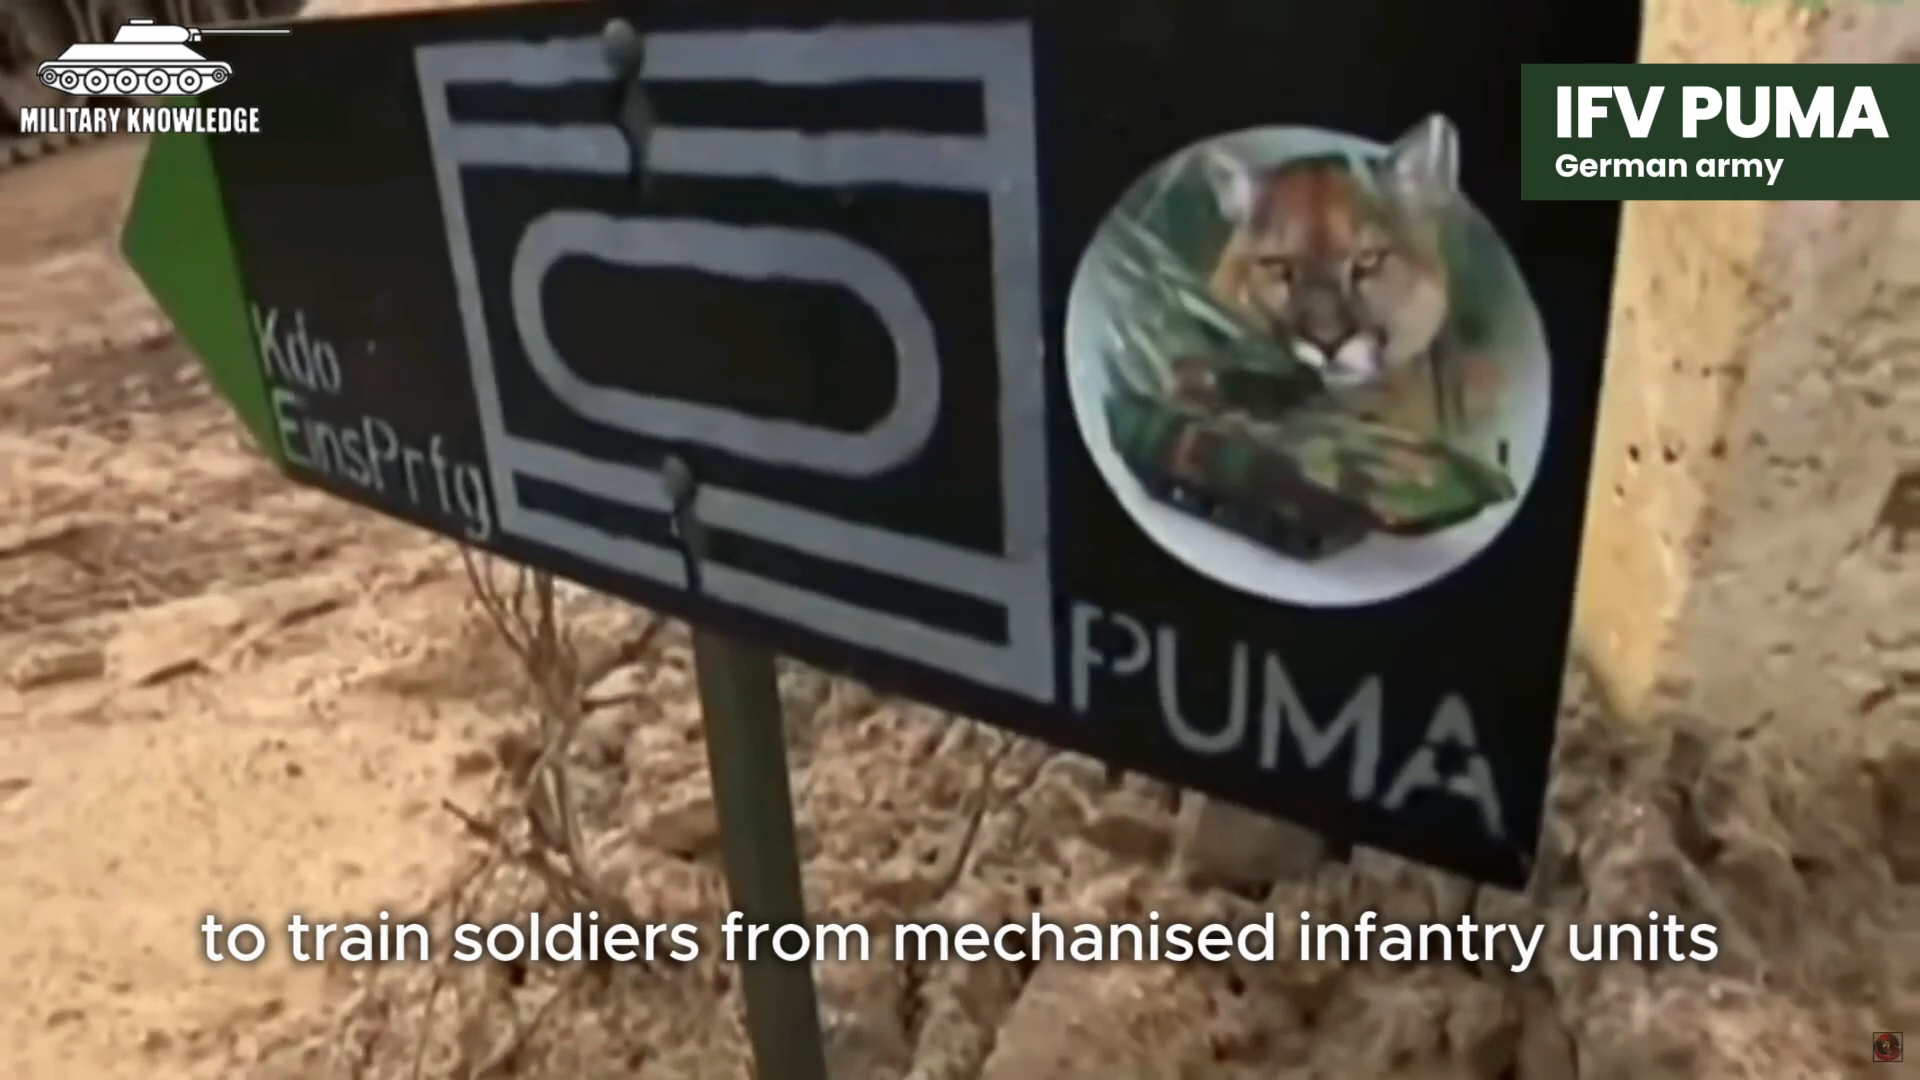 MILITARY KNOWLEDGE
IFV PUMA
German army
Kdo
EinsPrfg
PUMA
to train soldiers from mechanised infantry units